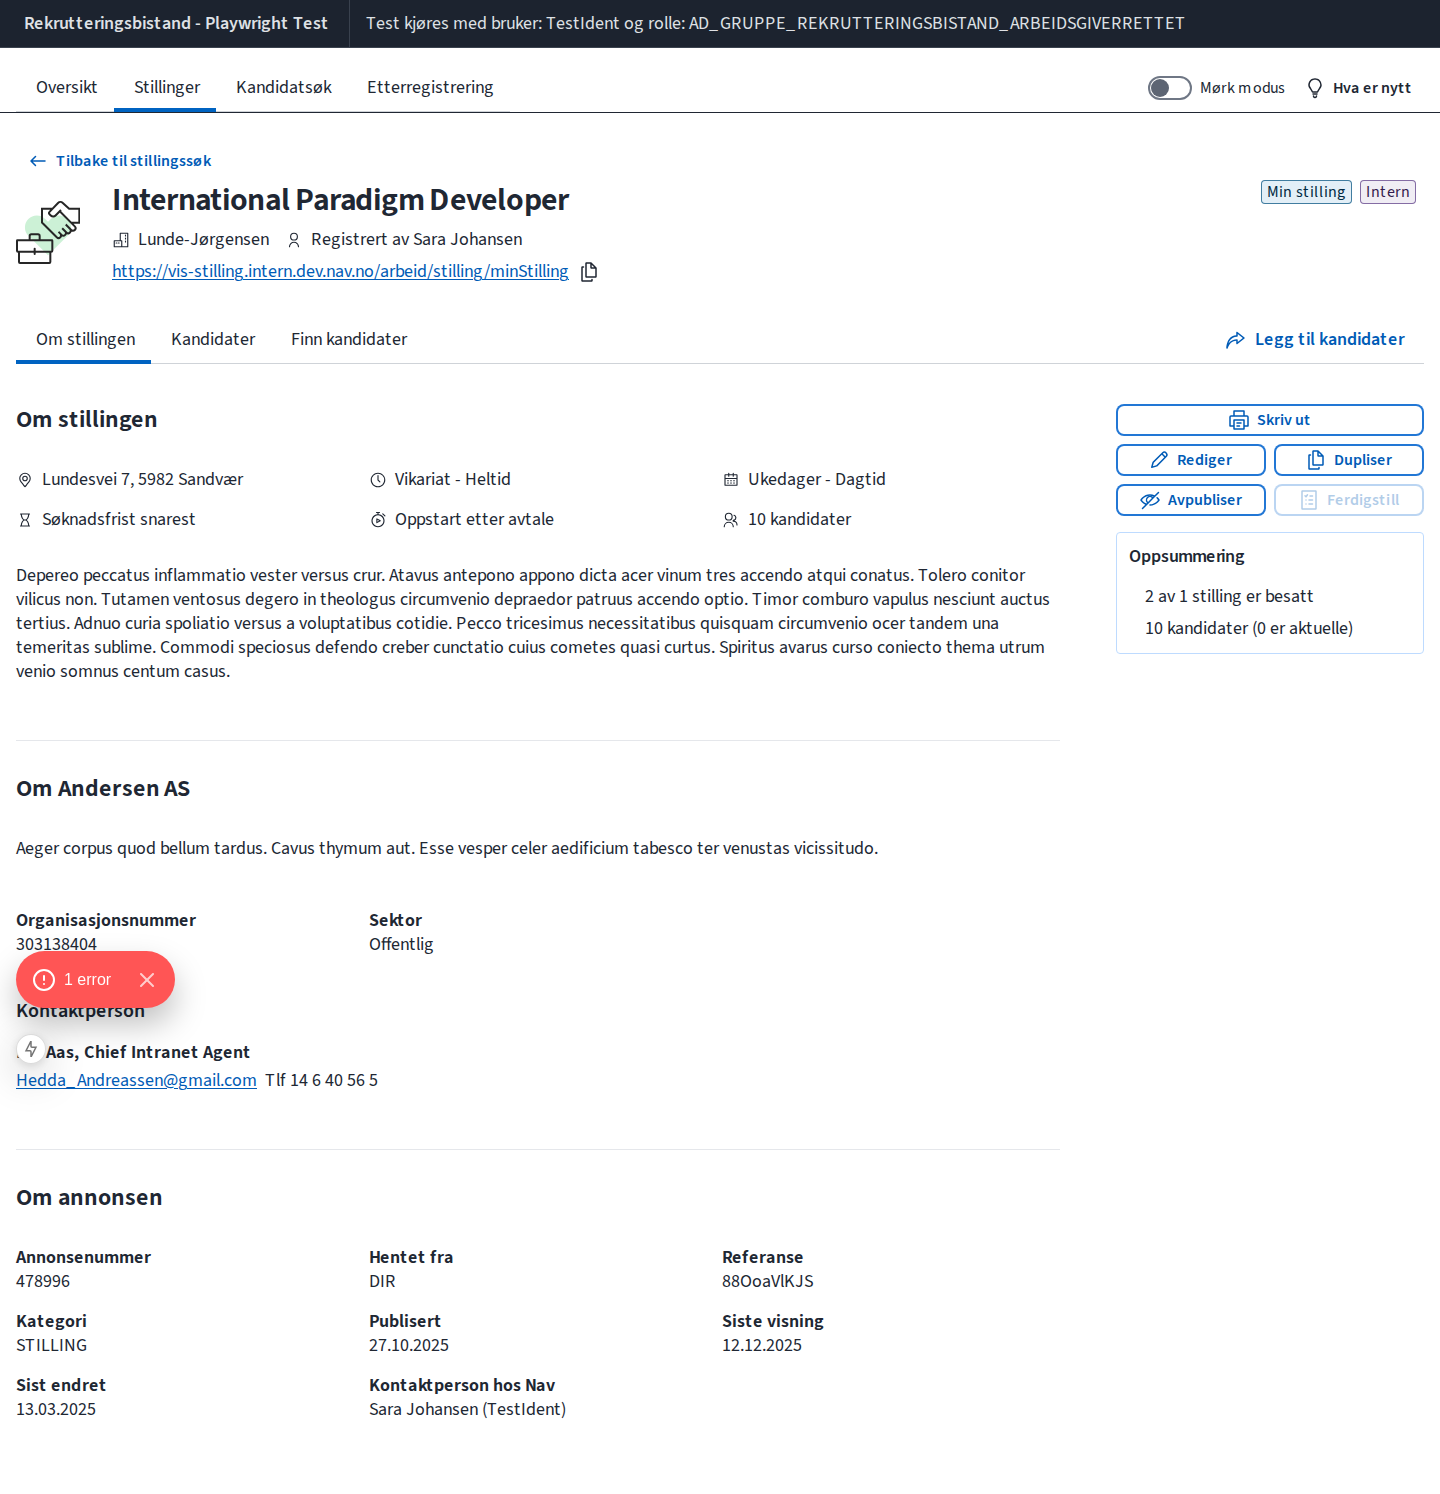 Rekrutteringsbistand - Playwright Test
Test kjøres med bruker: TestIdent og rolle: AD_GRUPPE_REKRUTTERINGSBISTAND_ARBEIDSGIVERRETTET
Oversikt
Stillinger
Kandidatsøk
Etterregistrering
Mørk modus
Hva er nytt
Tilbake til stillingssøk
International Paradigm Developer
Min stilling
Intern
Lunde-Jørgensen
Registrert av Sara Johansen
https://vis-stilling.intern.dev.nav.no/arbeid/stilling/minStilling
Om stillingen
Kandidater
Finn kandidater
Legg til kandidater
Om stillingen
Lundesvei 7, 5982 Sandvær
Vikariat - Heltid
Ukedager - Dagtid
Søknadsfrist snarest
Oppstart etter avtale
10 kandidater
Depereo peccatus inflammatio vester versus crur. Atavus antepono appono dicta acer vinum tres accendo atqui conatus. Tolero conitor
vilicus non. Tutamen ventosus degero in theologus circumvenio depraedor patruus accendo optio. Timor comburo vapulus nesciunt auctus
tertius. Adnuo curia spoliatio versus a voluptatibus cotidie. Pecco tricesimus necessitatibus quisquam circumvenio ocer tandem una
temeritas sublime. Commodi speciosus defendo creber cunctatio cuius cometes quasi curtus. Spiritus avarus curso coniecto thema utrum
venio somnus centum casus.
Skriv ut
Rediger
Dupliser
Avpubliser
Ferdigstill
Oppsummering
2 av 1 stilling er besatt
10 kandidater (0 er aktuelle)
Om Andersen AS
Aeger corpus quod bellum tardus. Cavus thymum aut. Esse vesper celer aedificium tabesco ter venustas vicissitudo.
Organisasjonsnummer
303138404
Sektor
Offentlig
1 error
Kontaktperson
Aas, Chief Intranet Agent
Hedda_Andreassen@gmail.com
Tlf 14 6 40 56 5
Om annonsen
Annonsenummer
478996
Hentet fra
DIR
Referanse
88OoaVlKJS
Kategori
STILLING
Publisert
27.10.2025
Siste visning
12.12.2025
Sist endret
13.03.2025
Kontaktperson hos Nav
Sara Johansen (TestIdent)